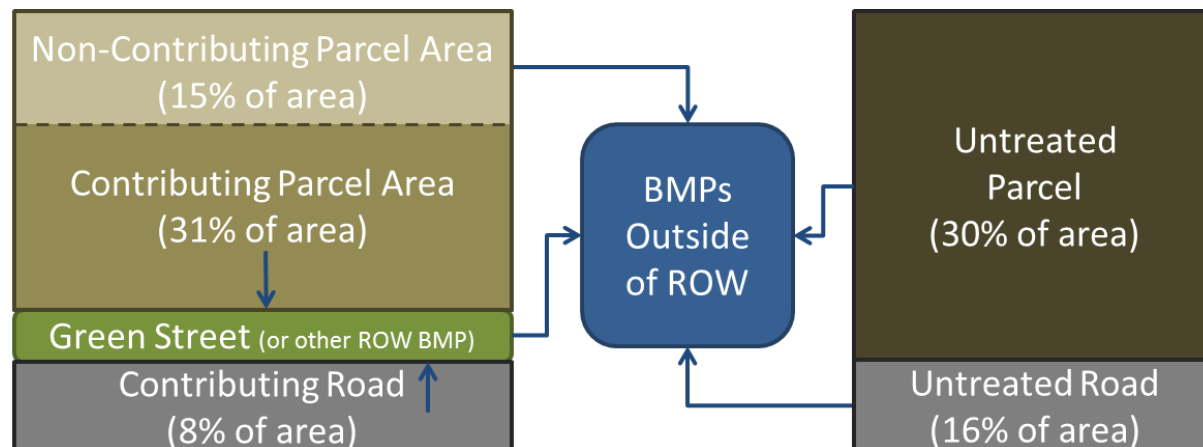 Non-Contributing Parcel Area
(15% of area)
Contributing Parcel Area
(31% of area)
Green Street (or other ROW BMP)
Contributing Road
(8% of area)
BMPs
Outside
of ROW
Untreated
Parcel
(30% of area)
Untreated Road
(16% of area)